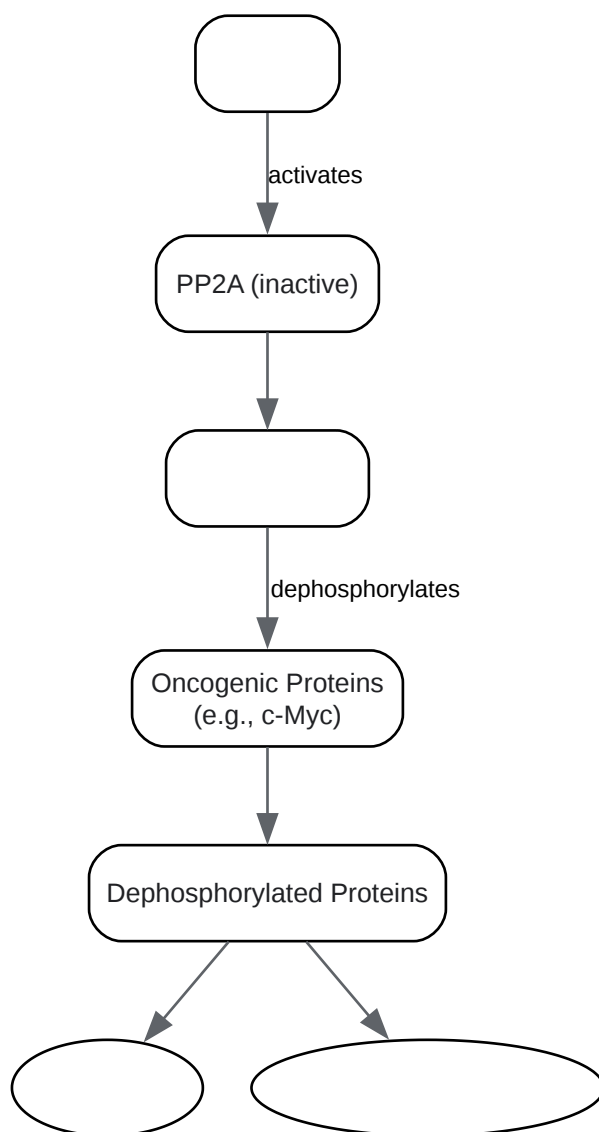 activates
PP2A (inactive)
dephosphorylates
Oncogenic Proteins
(e.g., c-Myc)
Dephosphorylated Proteins